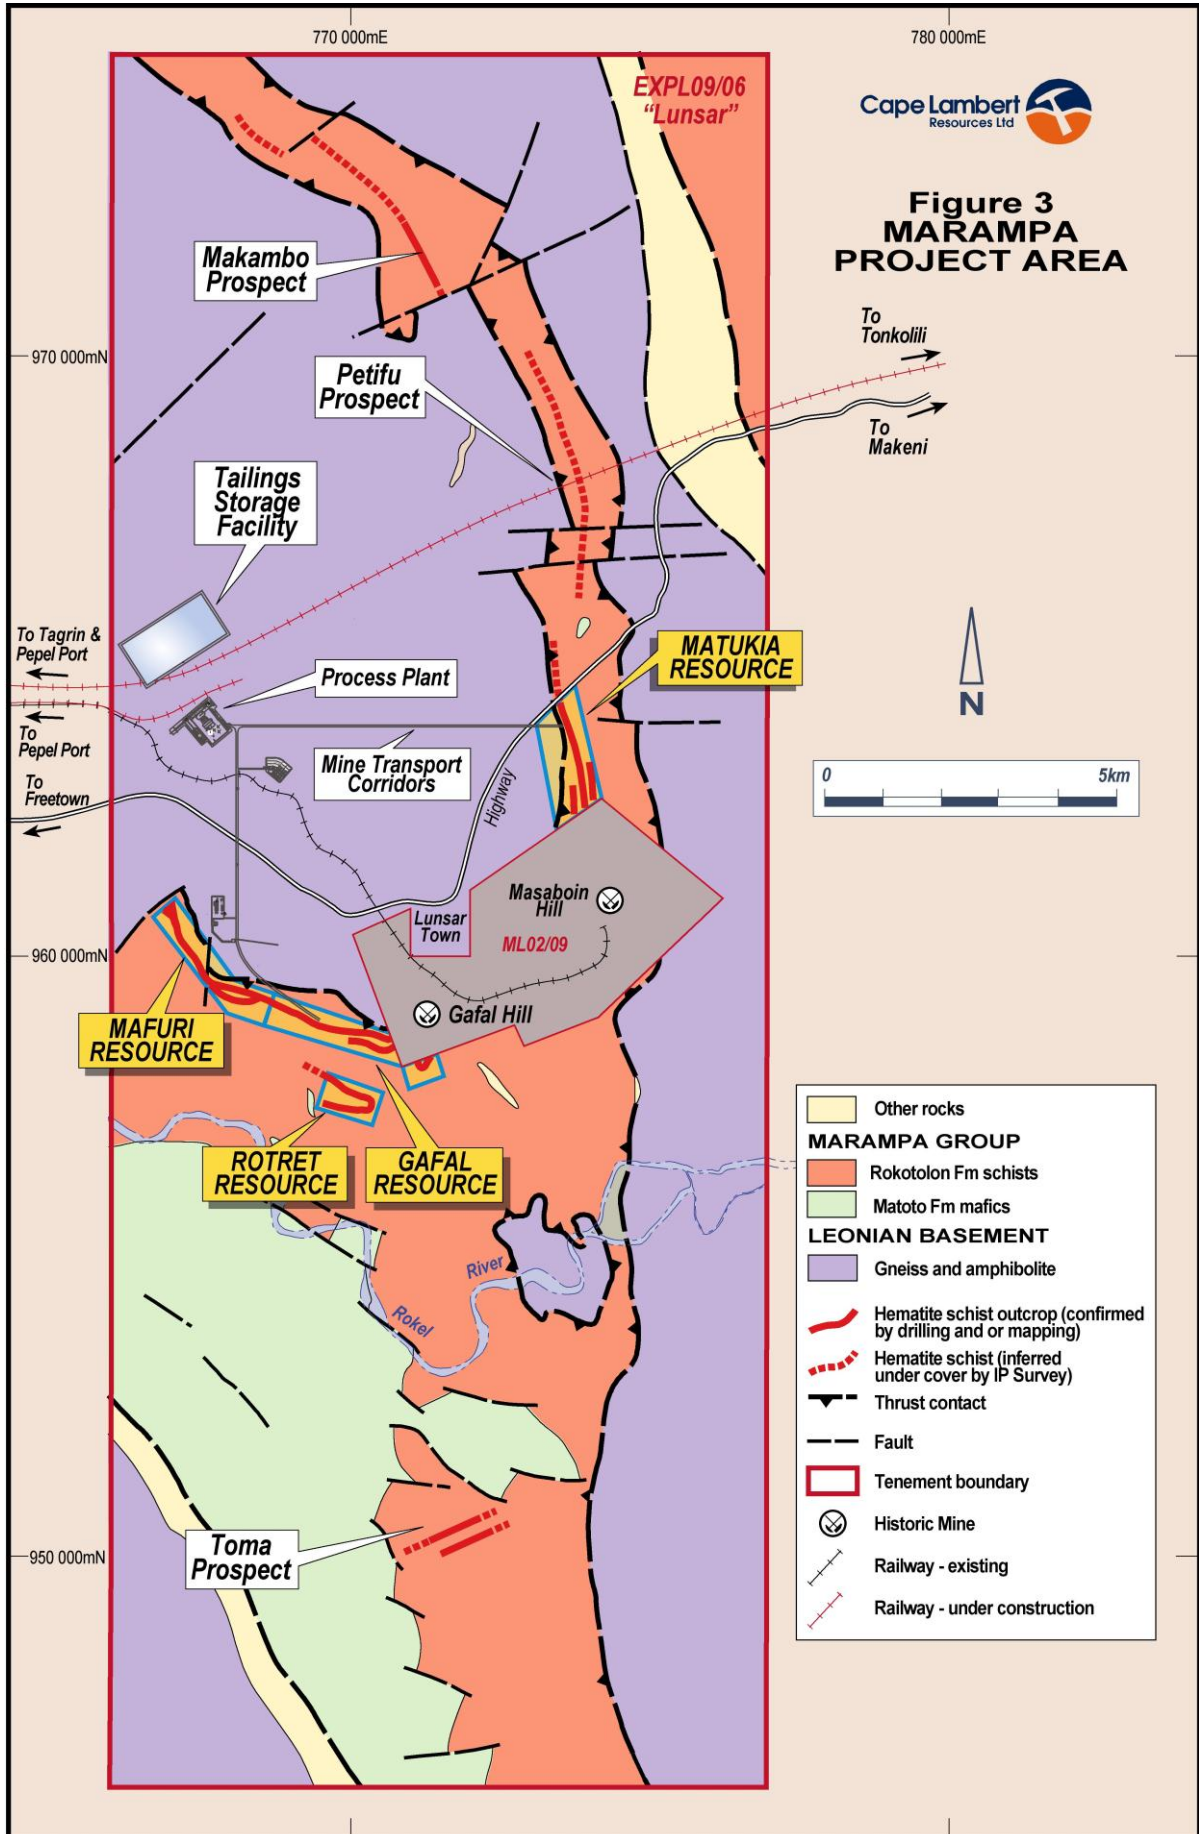 770 000mE
780 000mE
EXPL09/06
"Lunsar"
Cape Lambert
Resources Ltd
Figure 3
MARAMPA
PROJECT AREA
Makambo
Prospect
To
Tonkolili
970 000mN
Petifu
Prospect
To
Makeni
Tailings
Storage
Facility
To Tagrin &
Pepel Port
MATUKIA
RESOURCE
Process Plant
N
To
Pepel Port
Mine Transport
Corridors
To
Freetown
Highway
0
5km
Masaboin
Hill
Lunsar
Town
ML02/09
960 000mN
Gafal Hill
MAFURI
RESOURCE
ROTRET
RESOURCE
GAFAL
RESOURCE
River
Rokel
Other rocks
MARAMPA GROUP
Rokotolon Fm schists
Matoto Fm mafics
LEONIAN BASEMENT
Gneiss and amphibolite
Hematite schist outcrop (confirmed
by drilling and or mapping)
Hematite schist (inferred
under cover by IP Survey)
Thrust contact
Fault
Tenement boundary
Historic Mine
Railway - existing
Railway - under construction
Toma
Prospect
950 000mN